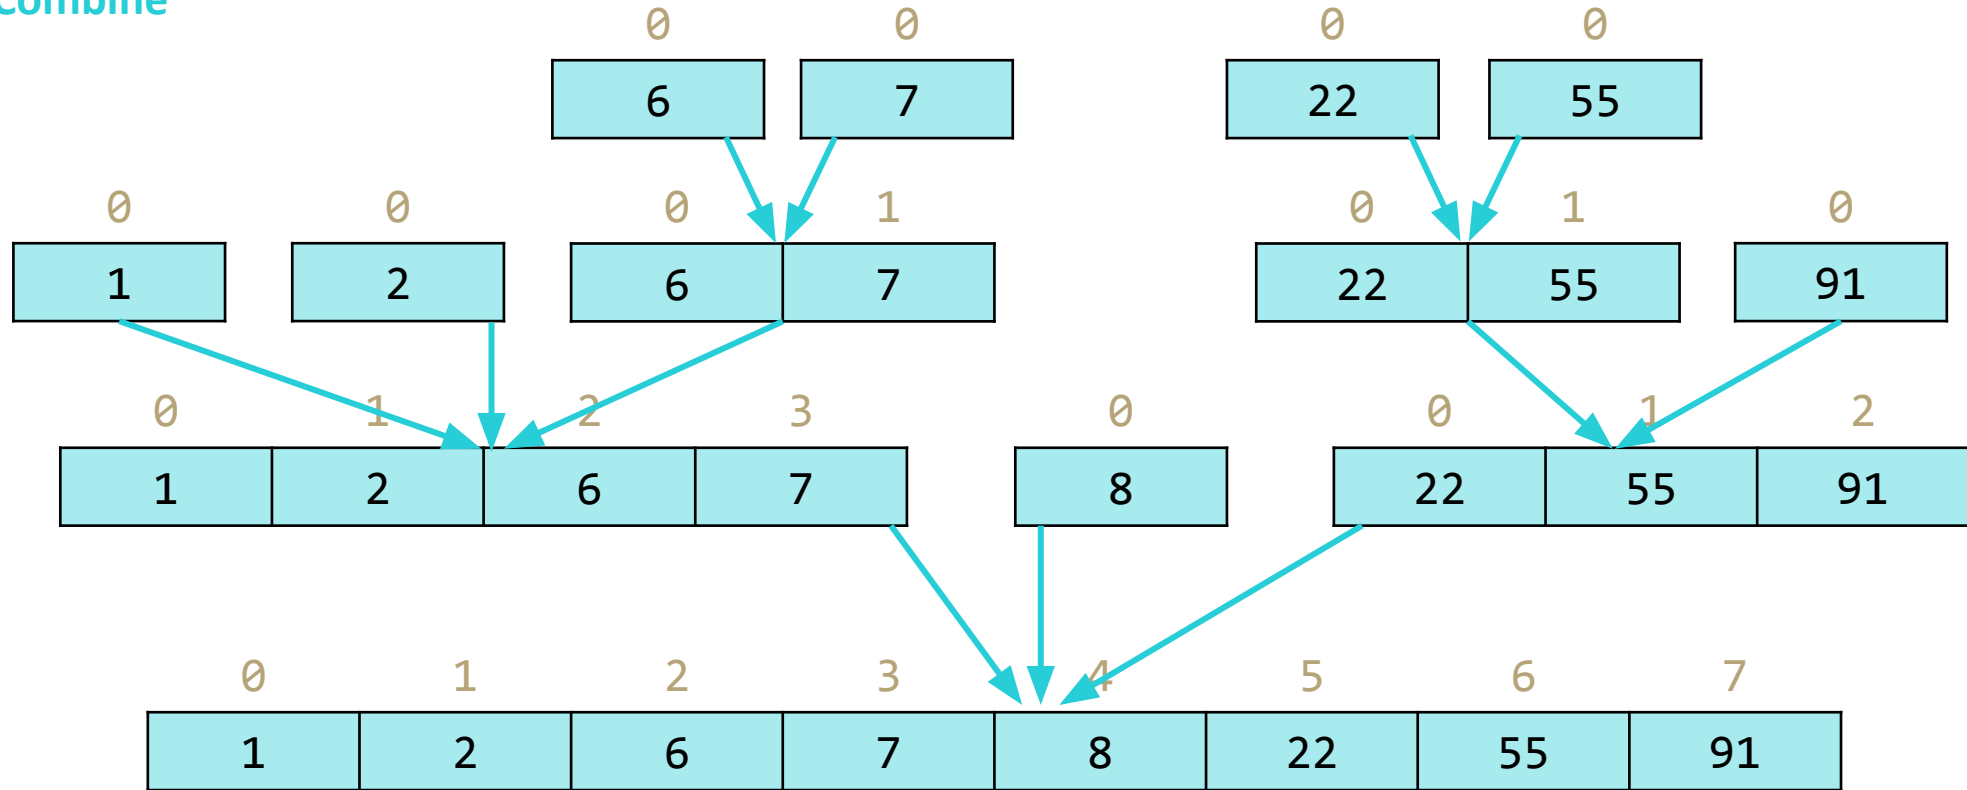 Combine
0 0 0 0
6 7 22 55
0 0 0 1 0 1 0
1 2 6 7 22 55 91
0 1 2 3 0 0 1 2
1 2 6 7 8 22 55 91
0 1 2 3 4 5 6 7
1 2 6 7 8 22 55 91